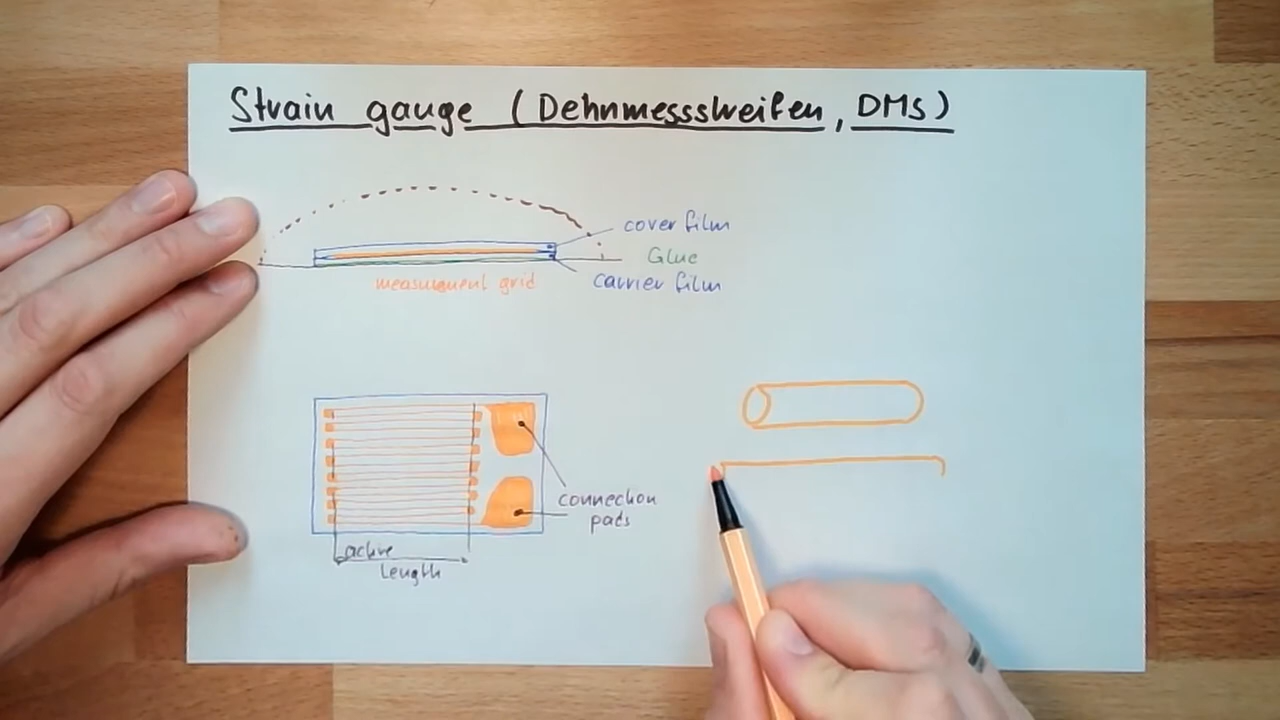 Strain gauge (Dehnmessstreifen, DMS)
cover film
Glue
measurement grid
carrier film
connection
pads
active
length